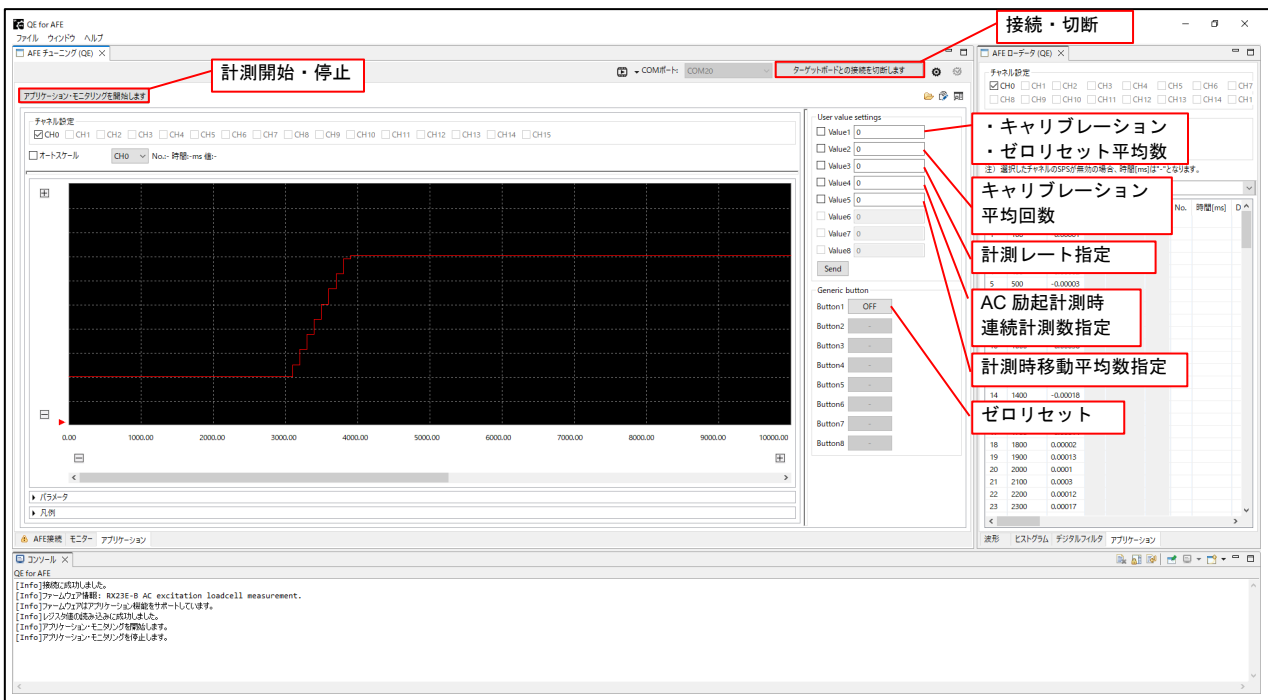 QE for AFE
ファイル ウィンドウ ヘルプ
接続・切断
AFE チューニング (QE)
計測開始・停止
COMポート: COM20
ターゲットボードとの接続を切断します
アプリケーション・モニタリングを開始します
チャネル設定
CH0 CH1 CH2 CH3 CH4 CH5 CH6 CH7 CH8 CH9 CH10 CH11 CH12 CH13 CH14 CH15
オートスケール CH0 No.:- 時間:-ms 値:-
0.00 1000.00 2000.00 3000.00 4000.00 5000.00 6000.00 7000.00 8000.00 9000.00 10000.00
パラメータ
凡例
AFE接続 モニター アプリケーション
User value settings
Value1 0
Value2 0
Value3 0
Value4 0
Value5 0
Value6 0
Value7 0
Value8 0
Send
Generic button
Button1 OFF
Button2 -
Button3 -
Button4 -
Button5 -
Button6 -
Button7 -
Button8 -
・キャリブレーション
・ゼロリセット平均数
キャリブレーション
平均回数
計測レート指定
AC 励起計測時
連続計測数指定
計測時移動平均数指定
ゼロリセット
AFE ローデータ (QE)
チャネル設定
CH0 CH1 CH2 CH3 CH4 CH5 CH6 CH7
CH8 CH9 CH10 CH11 CH12 CH13 CH14 CH1
注) 選択したチャネルのSPSが無効の場合、時間[ms]は"-"となります。
No. 時間[ms] D
5 500 -0.00003
14 1400 -0.00018
18 1800 0.00002
19 1900 0.00013
20 2000 0.0001
21 2100 0.0003
22 2200 0.00012
23 2300 0.00017
波形 ヒストグラム デジタルフィルタ アプリケーション
コンソール
QE for AFE
[Info]接続に成功しました。
[Info]ファームウェア情報: RX23E-B AC excitation loadcell measurement.
[Info]ファームウェアはアプリケーション機能をサポートしています。
[Info]レジスタ値の読み込みに成功しました。
[Info]アプリケーション・モニタリングを開始します。
[Info]アプリケーション・モニタリングを停止します。